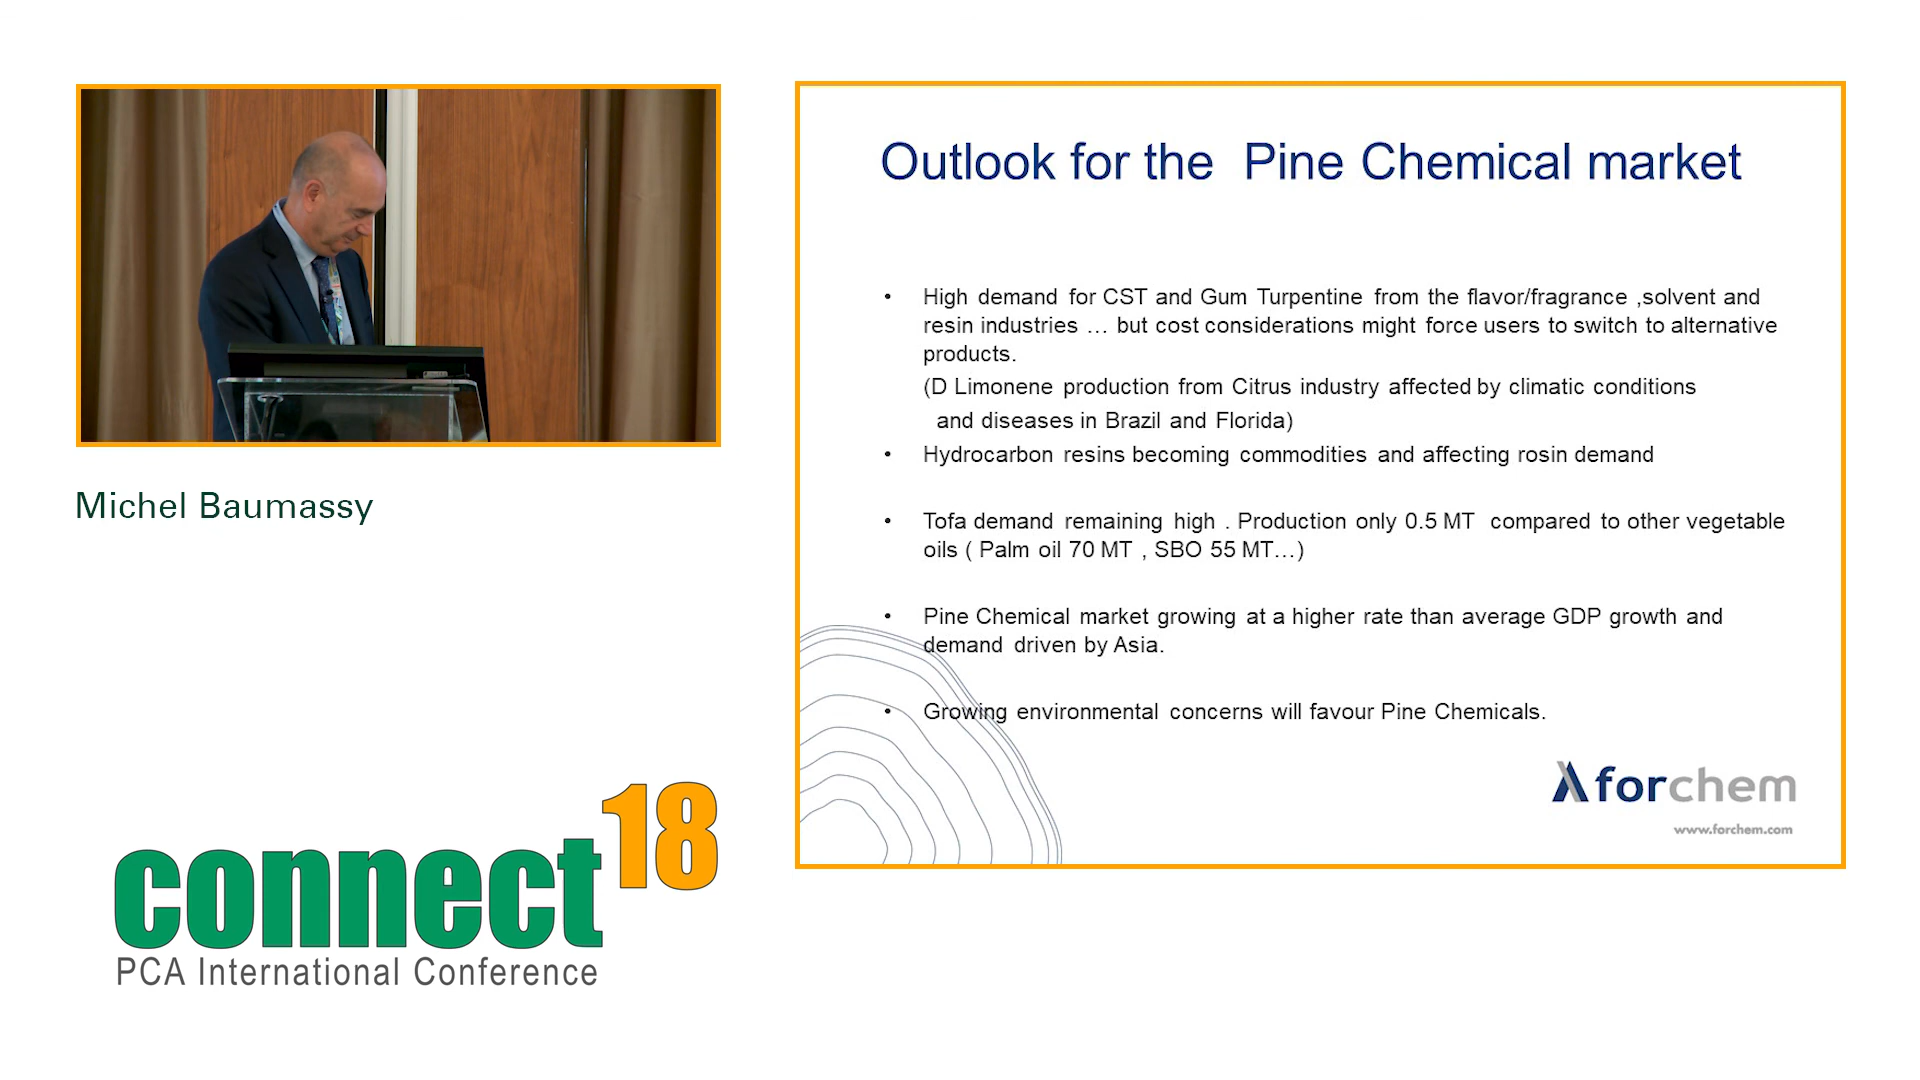 Michel Baumassy
connect18
PCA International Conference
Outlook for the  Pine Chemical market
• High demand for CST and Gum Turpentine from the flavor/fragrance ,solvent and
resin industries … but cost considerations might force users to switch to alternative
products.
(D Limonene production from Citrus industry affected by climatic conditions
and diseases in Brazil and Florida)
• Hydrocarbon resins becoming commodities and affecting rosin demand
• Tofa demand remaining high . Production only 0.5 MT  compared to other vegetable
oils ( Palm oil 70 MT , SBO 55 MT…)
• Pine Chemical market growing at a higher rate than average GDP growth and
demand driven by Asia.
• Growing environmental concerns will favour Pine Chemicals.
forchem
www.forchem.com